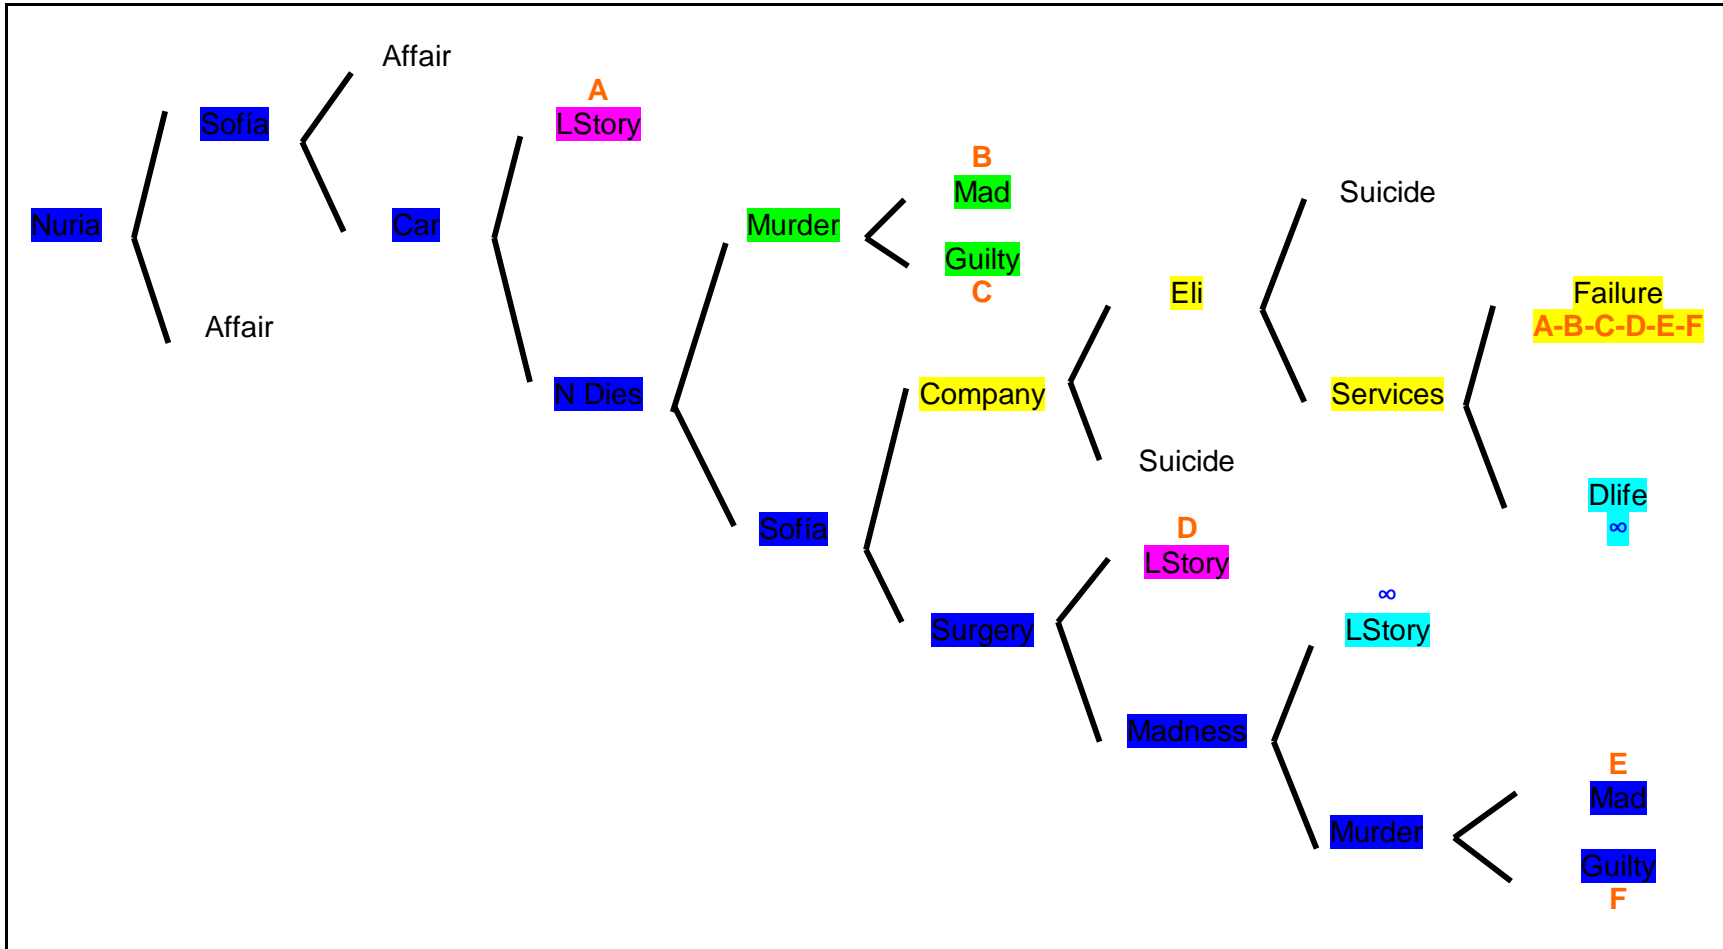 Affair
A
Sofía
LStory
B
Mad
Suicide
Nuria
Car
Murder
Guilty
C
Eli
Failure
A-B-C-D-E-F
Affair
N Dies
Company
Services
Suicide
Dlife
∞
Sofía
D
LStory
∞
Surgery
LStory
Madness
E
Mad
Murder
Guilty
F